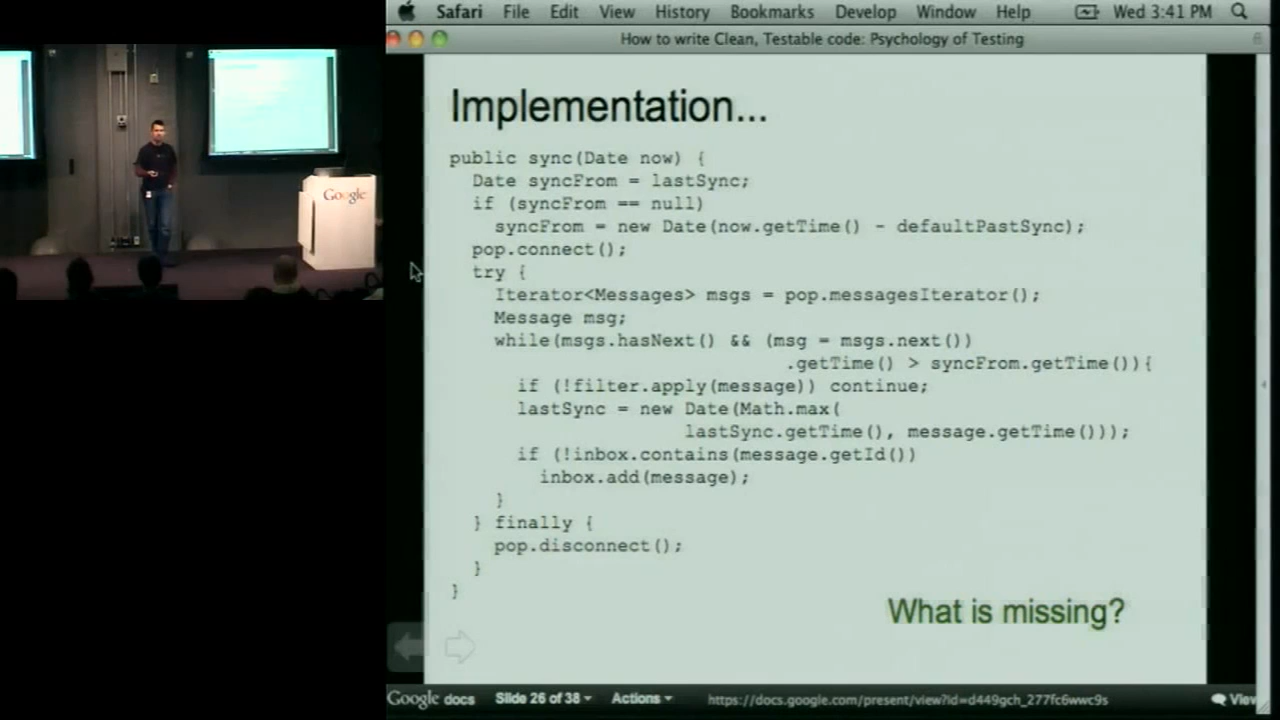 Safari File Edit View History Bookmarks Develop Window Help Wed 3:41 PM
How to write Clean, Testable code: Psychology of Testing
Google
Implementation...
public sync(Date now) {
Date syncFrom = lastSync;
if (syncFrom == null)
syncFrom = new Date(now.getTime() - defaultPastSync);
pop.connect();
try {
Iterator<Messages> msgs = pop.messagesIterator();
Message msg;
while(msgs.hasNext() && (msg = msgs.next())
.getTime() > syncFrom.getTime()){
if (!filter.apply(message)) continue;
lastSync = new Date(Math.max(
lastSync.getTime(), message.getTime()));
if (!inbox.contains(message.getId())
inbox.add(message);
}
} finally {
pop.disconnect();
}
}
What is missing?
Google docs Slide 26 of 38 Actions https://docs.google.com/present/view?id=d449gch_277fc6wwc9s View